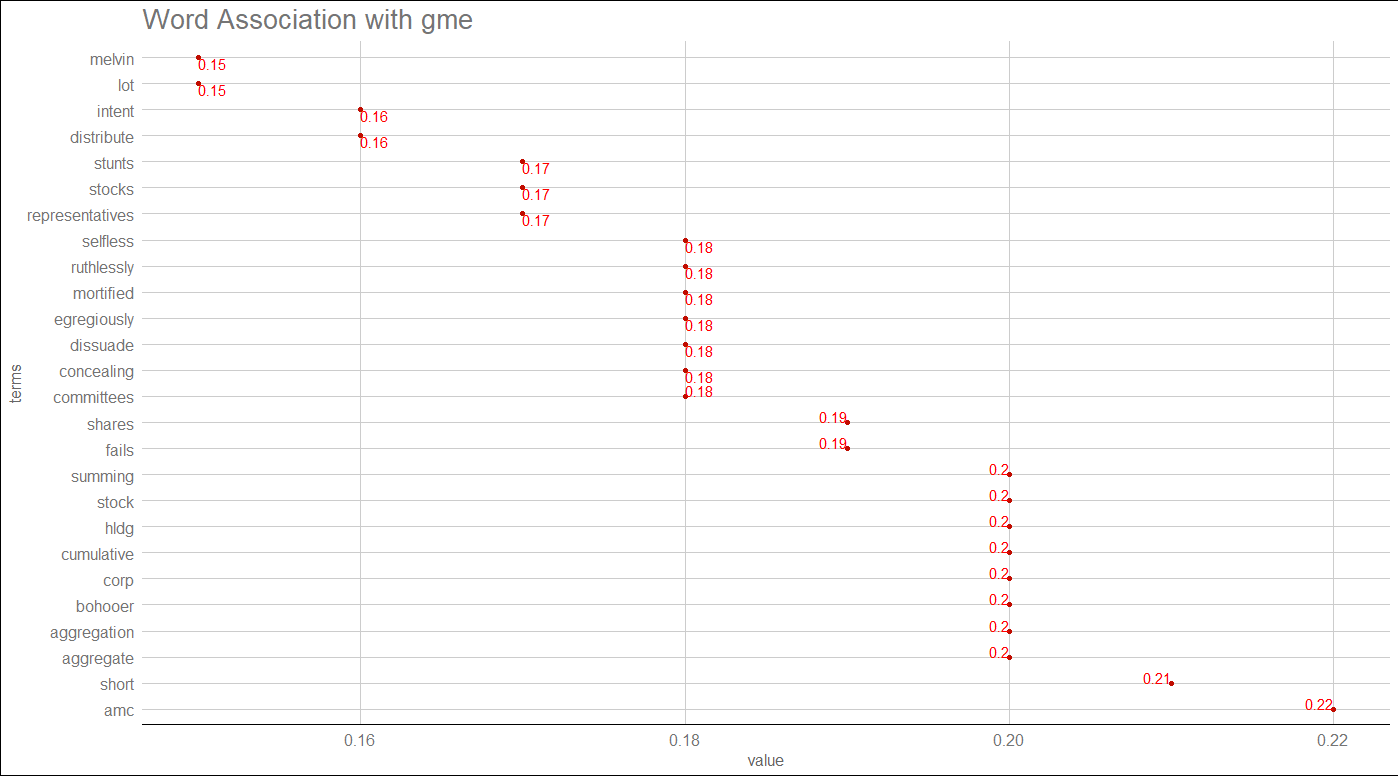 Word Association with gme
melvin
0.15
lot
0.15
intent
0.16
distribute
0.16
stunts
0.17
stocks
0.17
representatives
0.17
selfless
0.18
ruthlessly
0.18
mortified
0.18
egregiously
0.18
dissuade
0.18
concealing
0.18
committees
0.18
shares
0.19
fails
0.19
summing
0.2
stock
0.2
hldg
0.2
cumulative
0.2
corp
0.2
bohooer
0.2
aggregation
0.2
aggregate
0.2
short
0.21
amc
0.22
terms
0.16 0.18 0.20 0.22
value